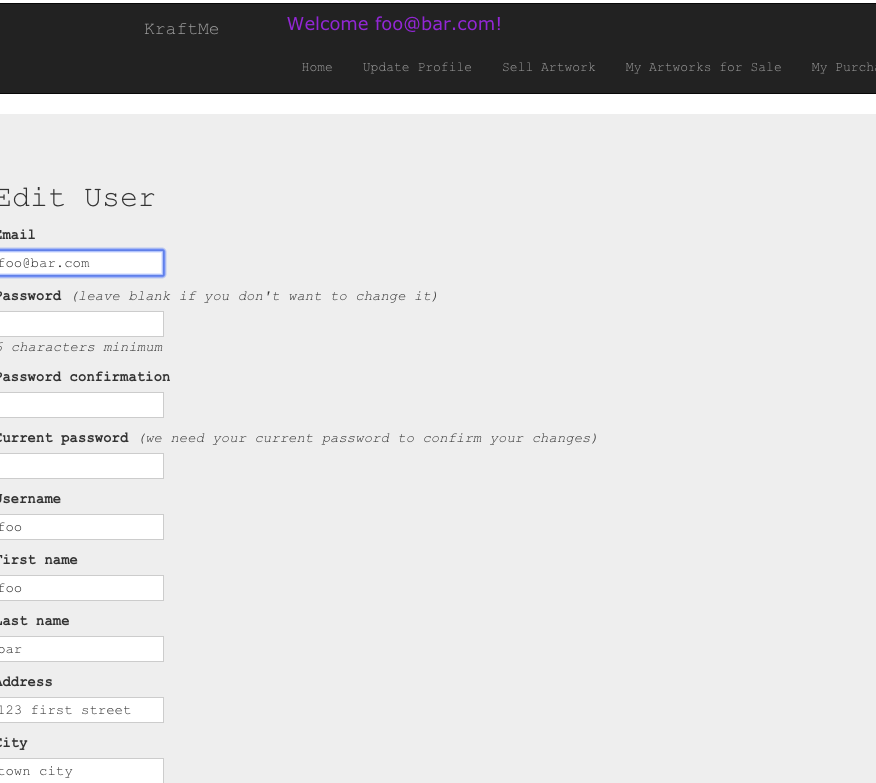 KraftMe
Welcome foo@bar.com!
Home Update Profile Sell Artwork My Artworks for Sale My Purcha
Edit User
Email
foo@bar.com
Password (leave blank if you don't want to change it)
6 characters minimum
Password confirmation
Current password (we need your current password to confirm your changes)
Username
foo
First name
foo
Last name
bar
Address
123 first street
City
town city